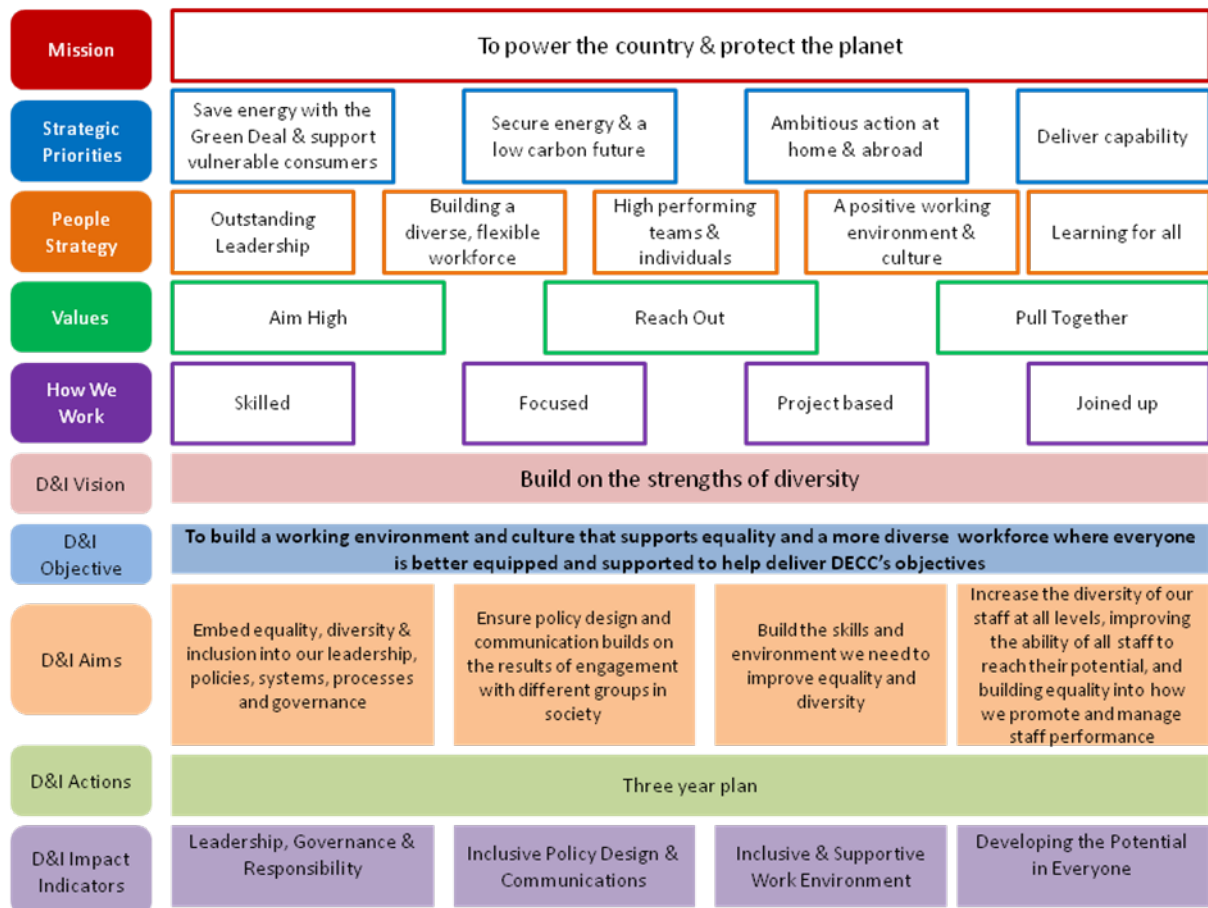 Mission
To power the country & protect the planet
Strategic
Priorities
Save energy with the
Green Deal & support
vulnerable consumers
Secure energy & a
low carbon future
Ambitious action at
home & abroad
Deliver capability
People
Strategy
Outstanding
Leadership
Building a
diverse, flexible
workforce
High performing
teams &
individuals
A positive working
environment &
culture
Learning for all
Values
Aim High
Reach Out
Pull Together
How We
Work
Skilled
Focused
Project based
Joined up
D&I Vision
Build on the strengths of diversity
D&I
Objective
To build a working environment and culture that supports equality and a more diverse workforce where everyone
is better equipped and supported to help deliver DECC's objectives
D&I Aims
Embed equality, diversity &
inclusion into our leadership,
policies, systems, processes
and governance
Ensure policy design and
communication builds on
the results of engagement
with different groups in
society
Build the skills and
environment we need to
improve equality and
diversity
Increase the diversity of our
staff at all levels, improving
the ability of all staff to
reach their potential, and
building equality into how
we promote and manage
staff performance
D&I Actions
Three year plan
D&I Impact
Indicators
Leadership, Governance &
Responsibility
Inclusive Policy Design &
Communications
Inclusive & Supportive
Work Environment
Developing the Potential
in Everyone